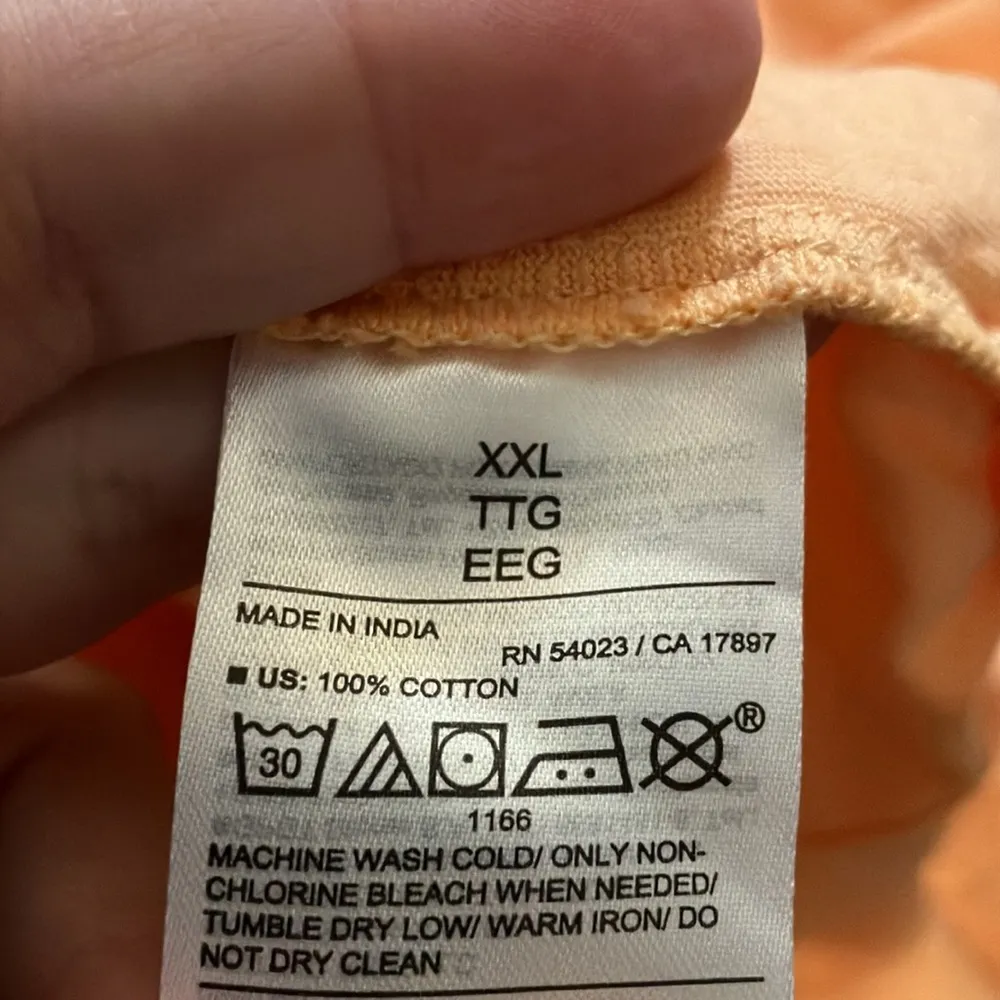 XXL
TTG
EEG
MADE IN INDIA
RN 54023 / CA 17897
US: 100% COTTON
30
®
1166
MACHINE WASH COLD/ ONLY NON-
CHLORINE BLEACH WHEN NEEDED/
TUMBLE DRY LOW/ WARM IRON/ DO
NOT DRY CLEAN